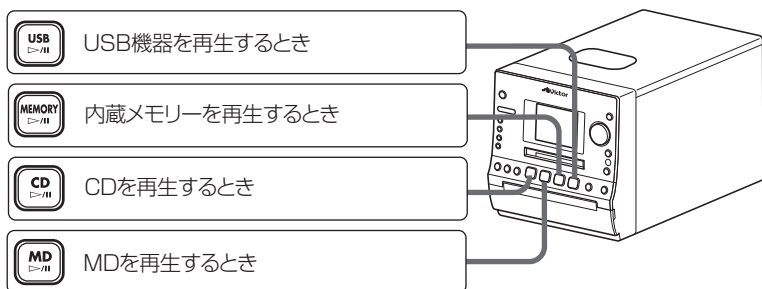 USB
▷/II
USB機器を再生するとき
MEMORY
▷/II
内蔵メモリーを再生するとき
CD
▷/II
CDを再生するとき
MD
▷/II
MDを再生するとき
Victor